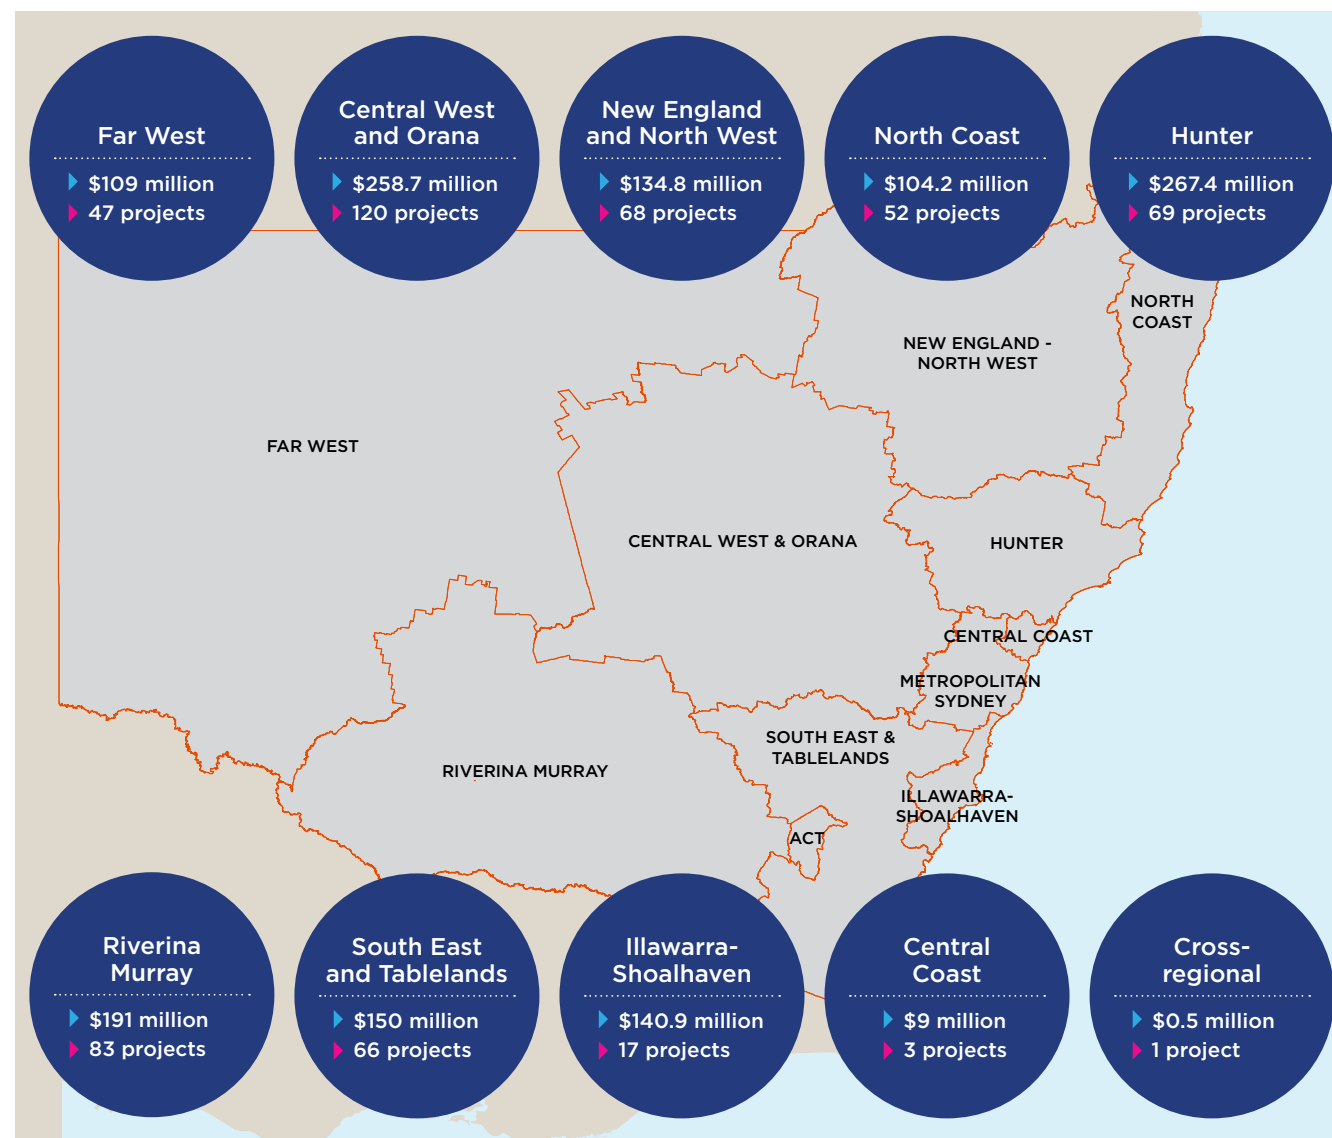 Far West
$109 million
47 projects
Central West
and Orana
$258.7 million
120 projects
New England
and North West
$134.8 million
68 projects
North Coast
$104.2 million
52 projects
Hunter
$267.4 million
69 projects
NORTH
COAST
NEW ENGLAND -
NORTH WEST
FAR WEST
CENTRAL WEST & ORANA
HUNTER
CENTRAL COAST
METROPOLITAN
SYDNEY
SOUTH EAST &
TABLELANDS
RIVERINA MURRAY
ILLAWARRA-
SHOALHAVEN
ACT
Riverina
Murray
$191 million
83 projects
South East
and Tablelands
$150 million
66 projects
Illawarra-
Shoalhaven
$140.9 million
17 projects
Central
Coast
$9 million
3 projects
Cross-
regional
$0.5 million
1 project